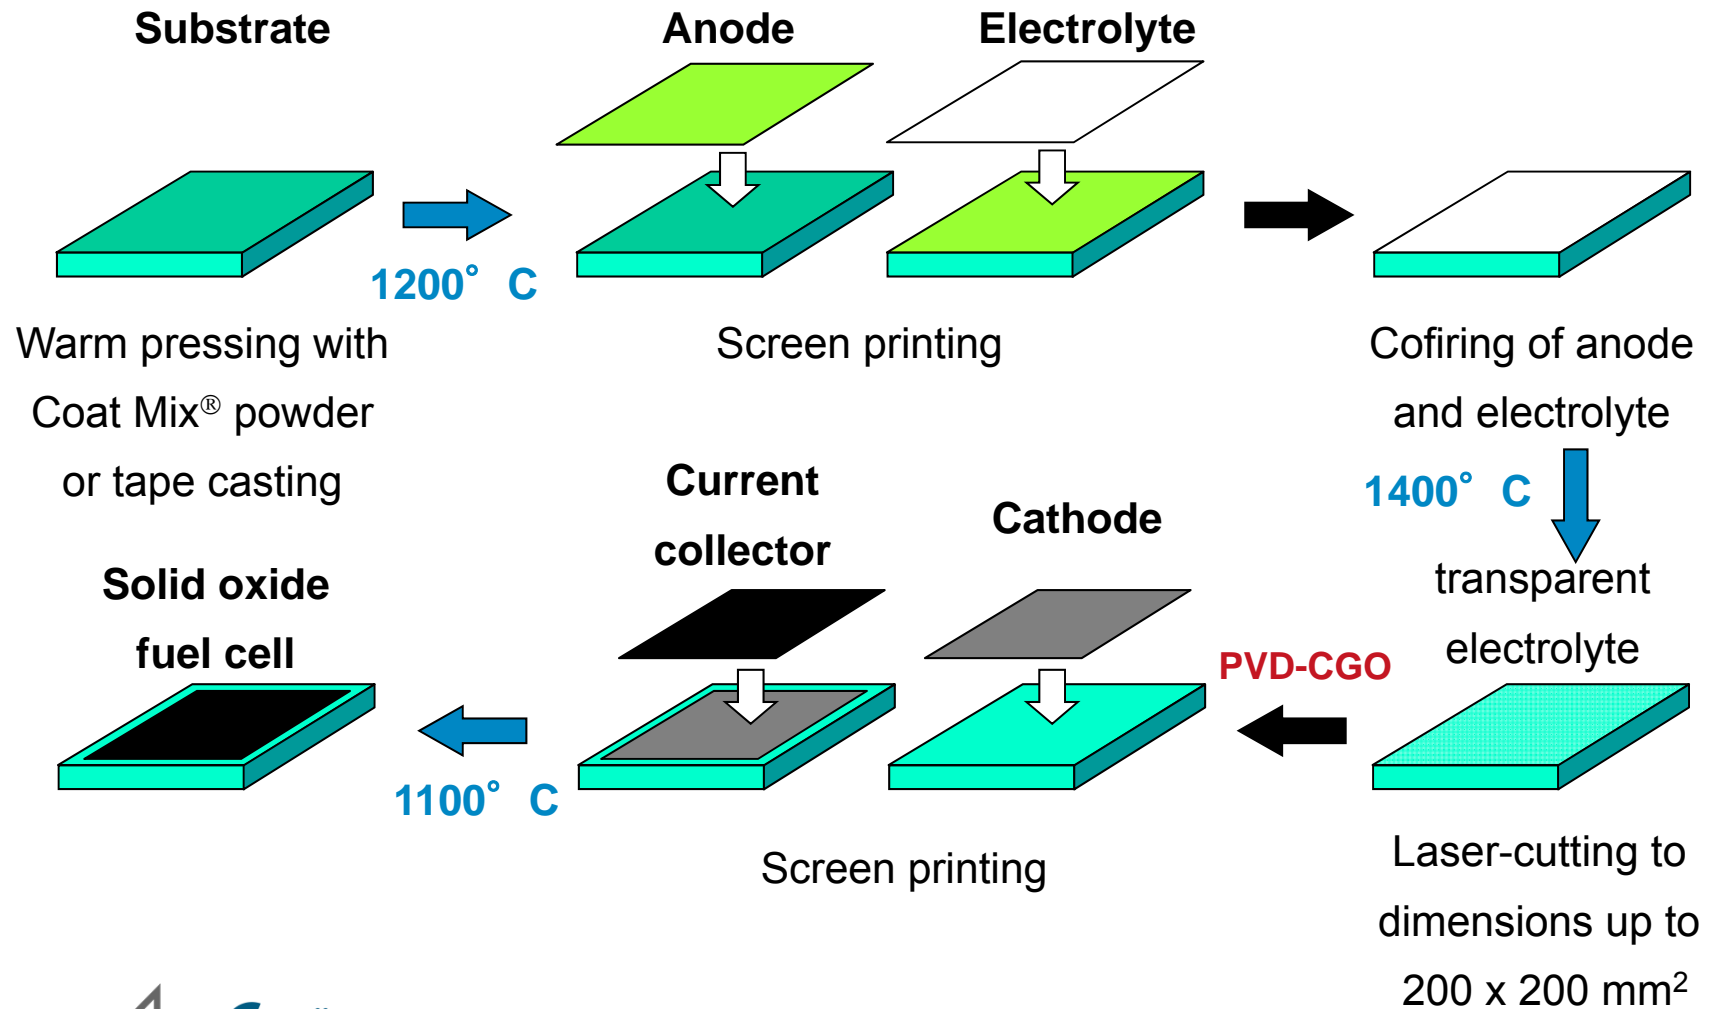 Substrate
Anode
Electrolyte
1200° C
Warm pressing with
Coat Mix® powder
or tape casting
Screen printing
Cofiring of anode
and electrolyte
1400° C
transparent
electrolyte
Laser-cutting to
dimensions up to
200 x 200 mm²
PVD-CGO
Cathode
Current
collector
Screen printing
1100° C
Solid oxide
fuel cell